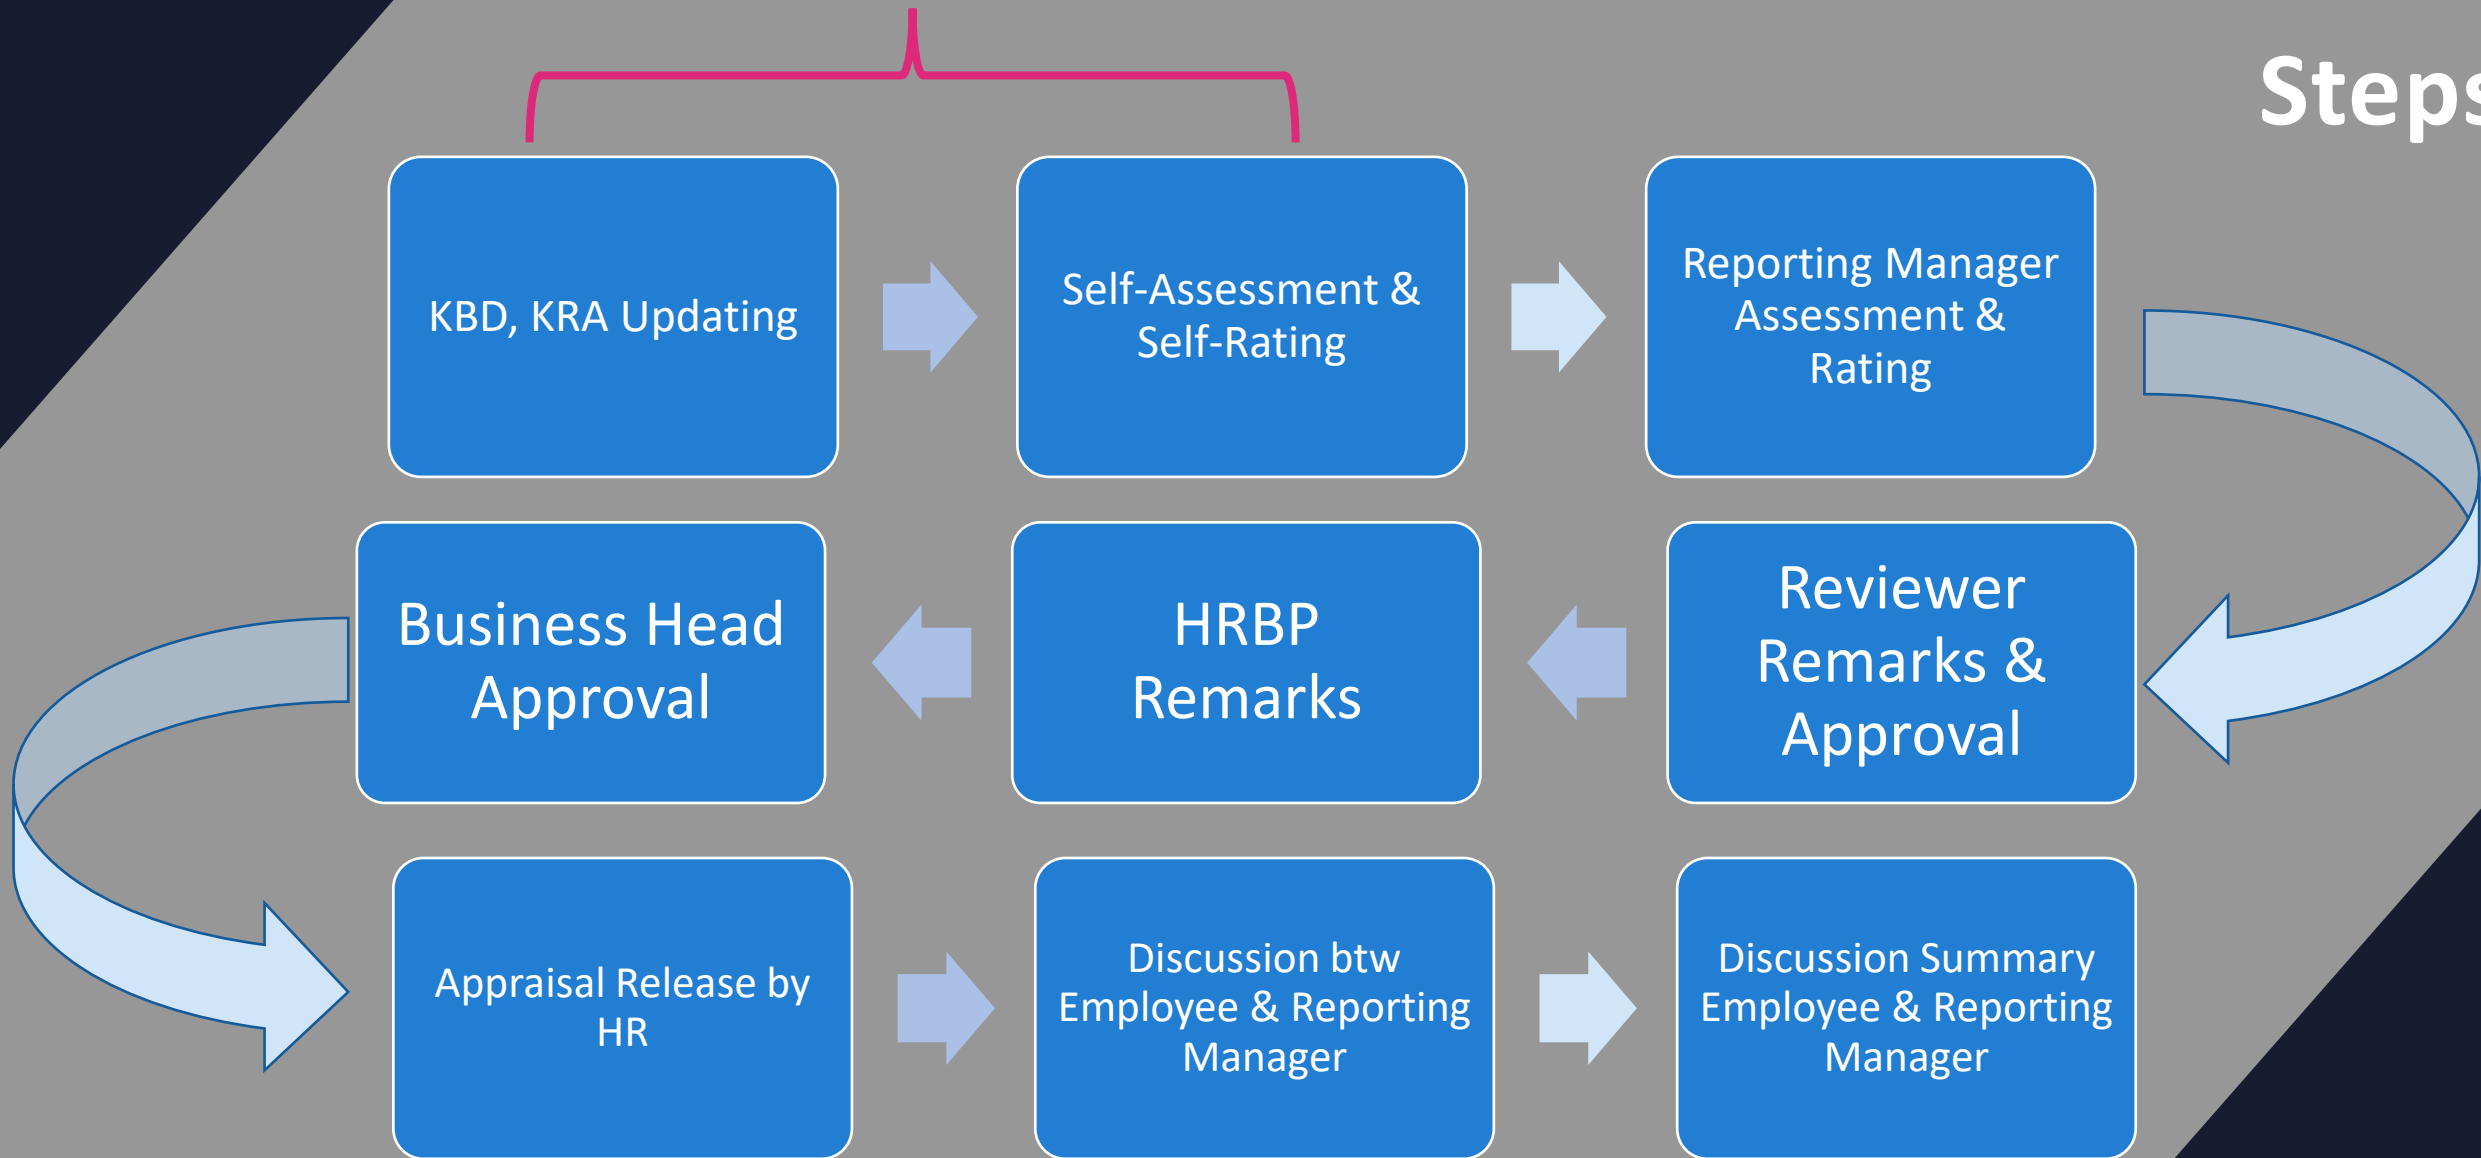 Steps
KBD, KRA Updating
Self-Assessment &
Self-Rating
Reporting Manager
Assessment &
Rating
Reviewer
Remarks &
Approval
HRBP
Remarks
Business Head
Approval
Appraisal Release by
HR
Discussion btw
Employee & Reporting
Manager
Discussion Summary
Employee & Reporting
Manager